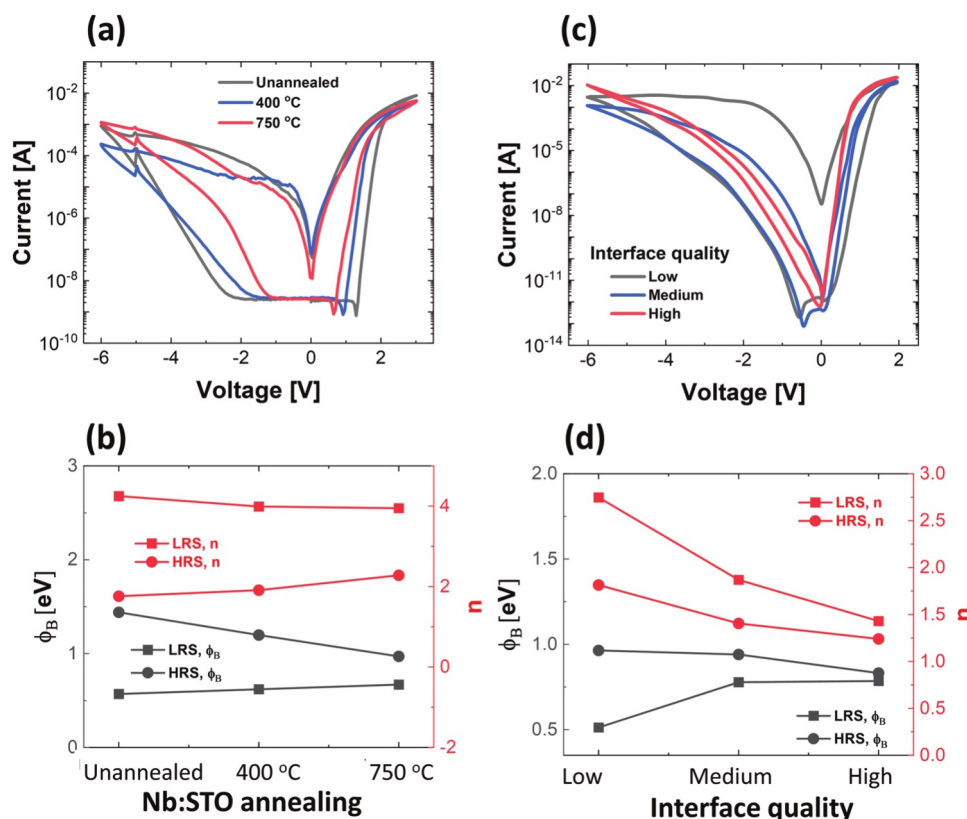 (a)
Unannealed
400 °C
750 °C
10⁻²
10⁻⁴
10⁻⁶
10⁻⁸
10⁻¹⁰
Current [A]
-6 -4 -2 0 2
Voltage [V]
(c)
10⁻²
10⁻⁵
10⁻⁸
10⁻¹¹
10⁻¹⁴
Current [A]
Interface quality
Low
Medium
High
-6 -4 -2 0 2
Voltage [V]
(b)
3
2
1
0
ϕB [eV]
LRS, n
HRS, n
LRS, ϕB
HRS, ϕB
4
2
0
-2
n
Unannealed 400 °C 750 °C
Nb:STO annealing
(d)
2.0
1.5
1.0
0.5
ϕB [eV]
LRS, n
HRS, n
LRS, ϕB
HRS, ϕB
3.0
2.5
2.0
1.5
1.0
0.5
0.0
n
Low Medium High
Interface quality